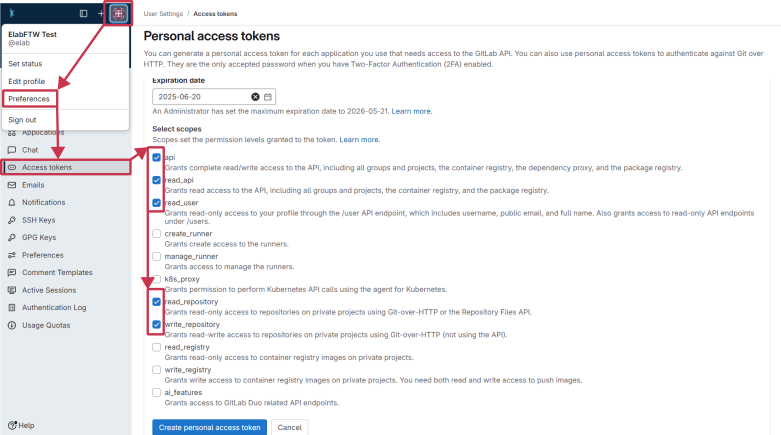 ElabFTW Test
@elab
Set status
Edit profile
Preferences
Sign out
Applications
Chat
Access tokens
Emails
Notifications
SSH Keys
GPG Keys
Preferences
Comment Templates
Active Sessions
Authentication Log
Usage Quotas
Help
User Settings / Access tokens
Personal access tokens
You can generate a personal access token for each application you use that needs access to the GitLab API. You can also use personal access tokens to authenticate against Git over
HTTP. They are the only accepted password when you have Two-Factor Authentication (2FA) enabled.
Expiration date
2025-06-20
An Administrator has set the maximum expiration date to 2026-05-21. Learn more.
Select scopes
Scopes set the permission levels granted to the token. Learn more.
api
Grants complete read/write access to the API, including all groups and projects, the container registry, the dependency proxy, and the package registry.
read_api
Grants read access to the API, including all groups and projects, the container registry, and the package registry.
read_user
Grants read-only access to your profile through the /user API endpoint, which includes username, public email, and full name. Also grants access to read-only API endpoints
under /users.
create_runner
Grants create access to the runners.
manage_runner
Grants access to manage the runners.
k8s_proxy
Grants permission to perform Kubernetes API calls using the agent for Kubernetes.
read_repository
Grants read-only access to repositories on private projects using Git-over-HTTP or the Repository Files API.
write_repository
Grants read-write access to repositories on private projects using Git-over-HTTP (not using the API).
read_registry
Grants read-only access to container registry images on private projects.
write_registry
Grants write access to container registry images on private projects. You need both read and write access to push images.
ai_features
Grants access to GitLab Duo related API endpoints.
Create personal access token
Cancel